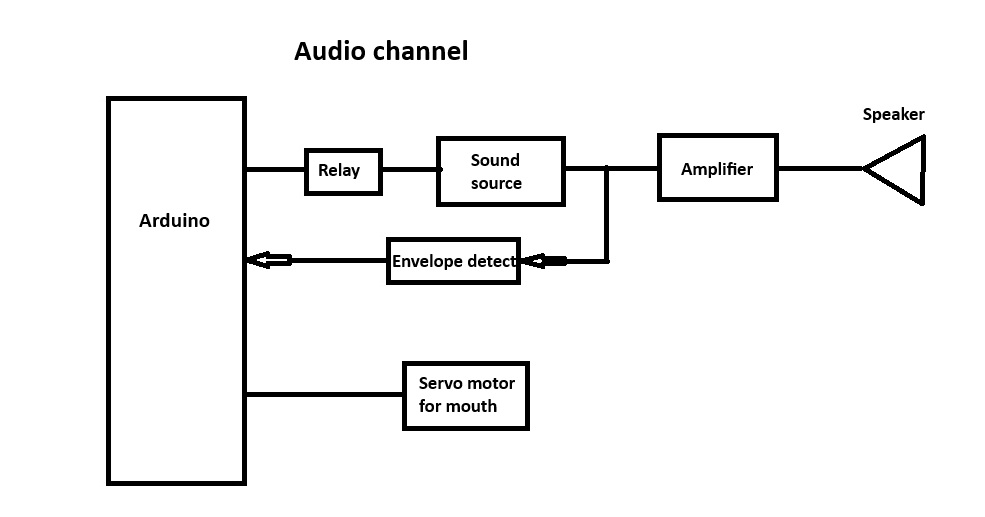 Audio channel
Speaker
Relay
Sound
source
Amplifier
Arduino
Envelope detect
Servo motor
for mouth